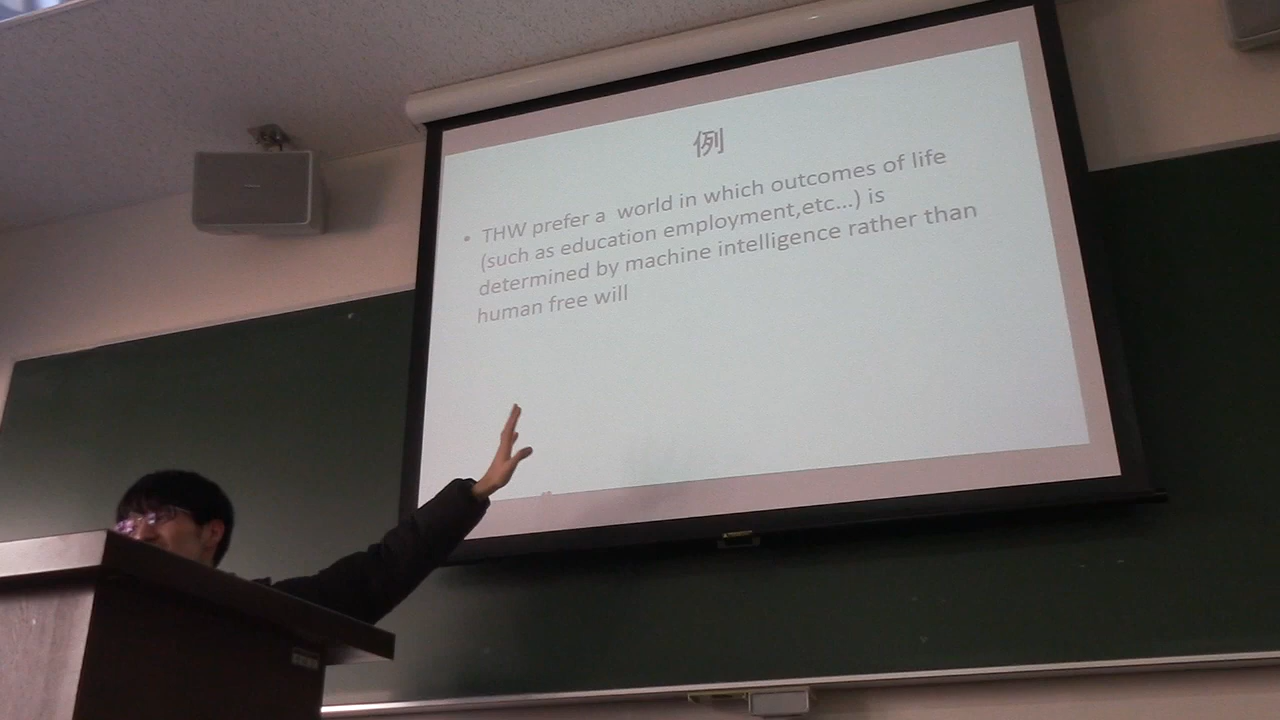 例
• THW prefer a world in which outcomes of life
(such as education employment,etc...) is
determined by machine intelligence rather than
human free will